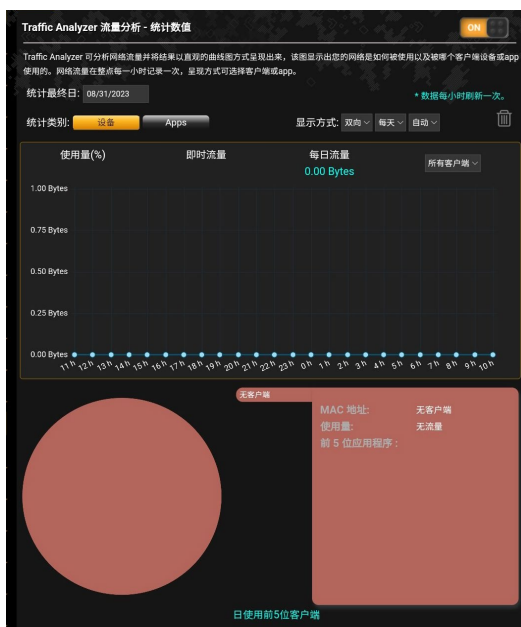 Traffic Analyzer 流量分析 - 统计数值
ON
Traffic Analyzer 可分析网络流量并将结果以直观的曲线图方式呈现出来，该图显示出您的网络是如何被使用以及被哪个客户端设备或app
使用的。网络流量在整点每一小时记录一次，呈现方式可选择客户端或app。
统计最终日: 08/31/2023
* 数据每小时刷新一次。
统计类别: 设备 Apps 显示方式: 双向 每天 自动
使用量(%) 即时流量 每日流量 所有客户端
0.00 Bytes
1.00 Bytes
0.75 Bytes
0.50 Bytes
0.25 Bytes
0.00 Bytes
11 h 12 h 13 h 14 h 15 h 16 h 17 h 18 h 19 h 20 h 21 h 22 h 23 h 0 h 1 h 2 h 3 h 4 h 5 h 6 h 7 h 8 h 9 h 10 h
无客户端
MAC 地址: 无客户端
使用量: 无流量
前 5 位应用程序 :
日使用前5位客户端